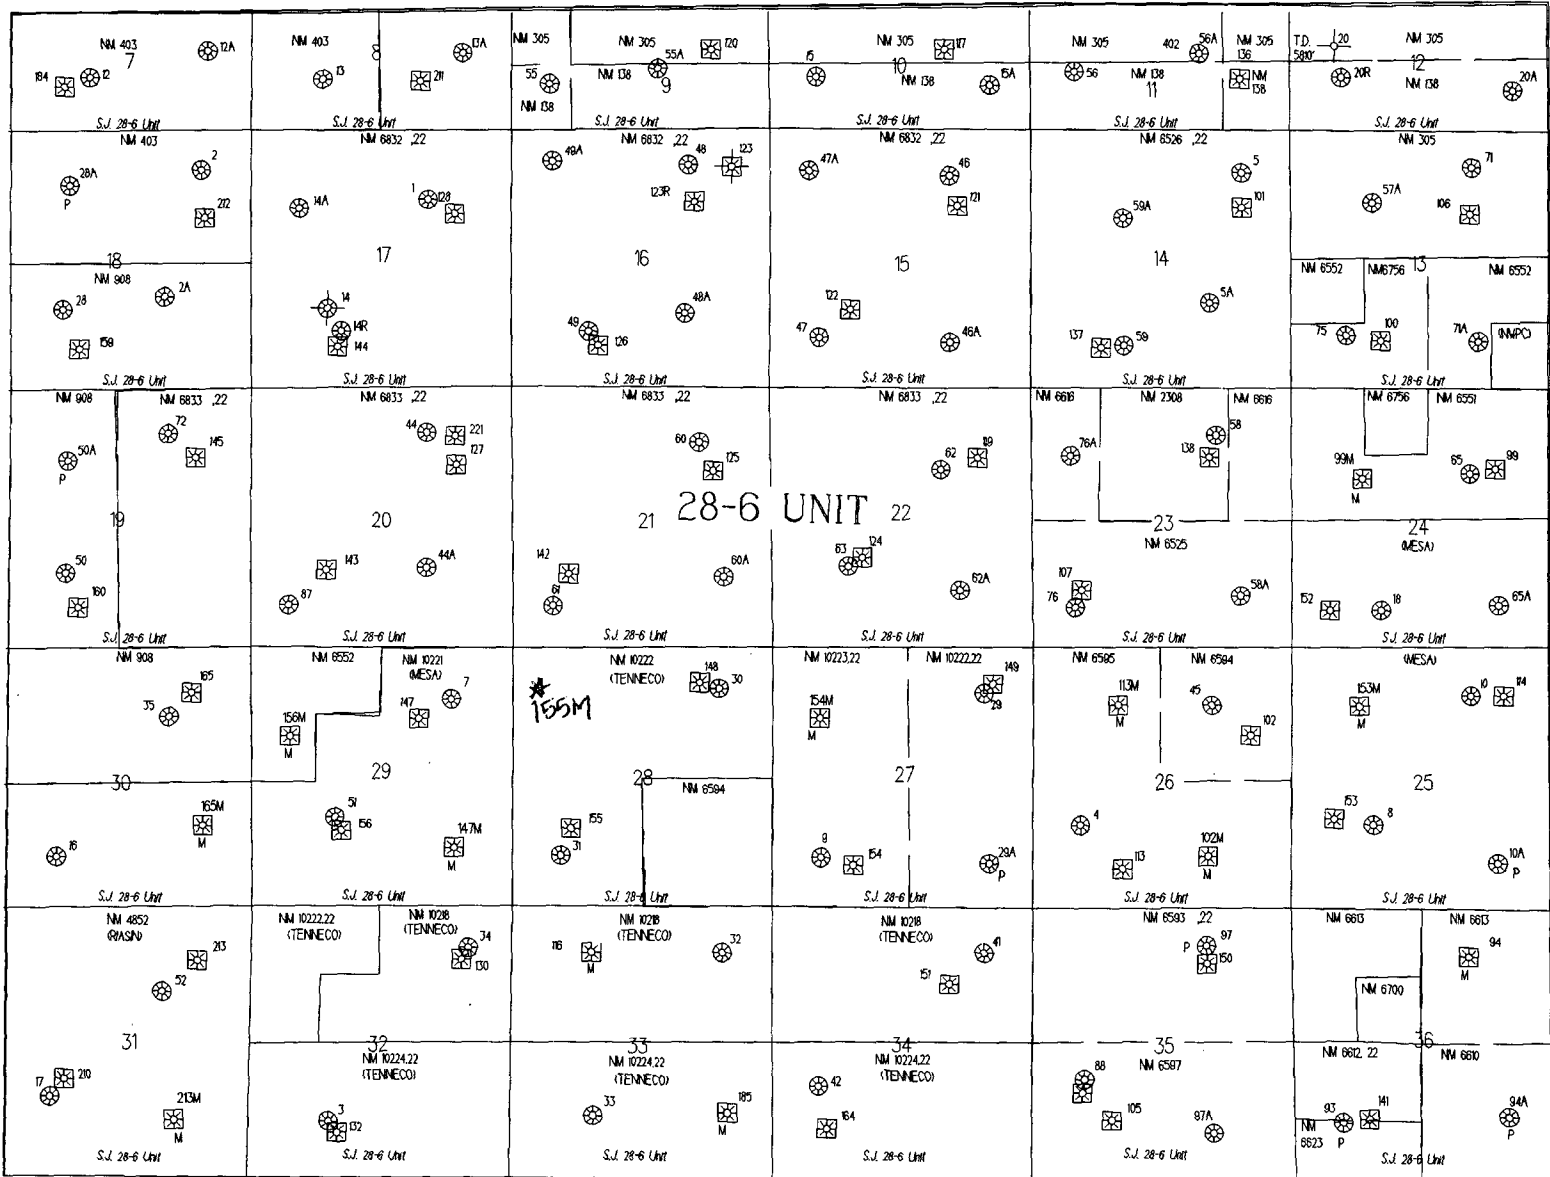 NM 403
7
12A
184
12
S.J. 28-6 Unit
NM 403
8
13A
13
211
S.J. 28-6 Unit
NM 305
NM 305
55A
120
55
NM 138
9
NM 138
S.J. 28-6 Unit
NM 305
117
15
10
NM 138
15A
S.J. 28-6 Unit
NM 305
402
56A
NM 305
136
56
NM 138
NM
138
11
S.J. 28-6 Unit
T.D.
5810'
20
NM 305
12
20R
NM 138
20A
S.J. 28-6 Unit
NM 403
2
28A
P
212
18
NM 908
28
2A
159
S.J. 28-6 Unit
NM 6832 ,22
14A
1
128
17
14
14R
144
S.J. 28-6 Unit
NM 6832 ,22
49A
48
123
123R
16
48A
49
126
S.J. 28-6 Unit
NM 6832 ,22
47A
46
121
15
122
47
46A
S.J. 28-6 Unit
NM 6526 ,22
5
101
59A
14
5A
137
59
S.J. 28-6 Unit
NM 305
71
57A
106
NM 6552
NM6756
13
NM 6552
75
100
71A
(NMPC)
S.J. 28-6 Unit
NM 908
NM 6833 ,22
72
50A
P
145
19
50
160
S.J. 28-6 Unit
NM 6833 ,22
44
221
127
20
143
44A
87
S.J. 28-6 Unit
NM 6833 ,22
60
125
28-6 UNIT
21
142
60A
61
S.J. 28-6 Unit
NM 6833 ,22
62
119
22
63
124
62A
S.J. 28-6 Unit
NM 6616
NM 2308
NM 6616
76A
58
138
23
NM 6525
107
76
58A
S.J. 28-6 Unit
NM 6756
NM 6551
99M
M
65
99
24
(MESA)
152
18
65A
S.J. 28-6 Unit
NM 908
165
35
30
165M
M
16
S.J. 28-6 Unit
NM 6552
NM 10221
(MESA)
7
147
156M
M
29
51
156
147M
M
S.J. 28-6 Unit
NM 10222
(TENNECO)
148
30
155M
28
NM 6594
155
31
S.J. 28-6 Unit
NM 10223,22
NM 10222,22
149
29
154M
M
27
9
154
29A
P
S.J. 28-6 Unit
NM 6595
NM 6594
113M
M
45
102
26
4
113
102M
M
S.J. 28-6 Unit
(MESA)
153M
M
10
114
25
153
8
10A
P
S.J. 28-6 Unit
NM 4852
213
52
31
210
17
213M
M
S.J. 28-6 Unit
NM 10222,22
(TENNECO)
NM 10218
(TENNECO)
34
130
32
NM 10224,22
(TENNECO)
3
132
S.J. 28-6 Unit
NM 10218
(TENNECO)
116
M
32
33
NM 10224,22
(TENNECO)
33
185
M
S.J. 28-6 Unit
NM 10218
(TENNECO)
41
151
34
NM 10224,22
(TENNECO)
42
164
S.J. 28-6 Unit
NM 6593 ,22
97
P
150
35
NM 6597
88
105
97A
S.J. 28-6 Unit
NM 6613
NM 6613
94
M
NM 6700
36
NM 6612, 22
NM 6610
93
P
141
94A
P
NM
6623
S.J. 28-6 Unit